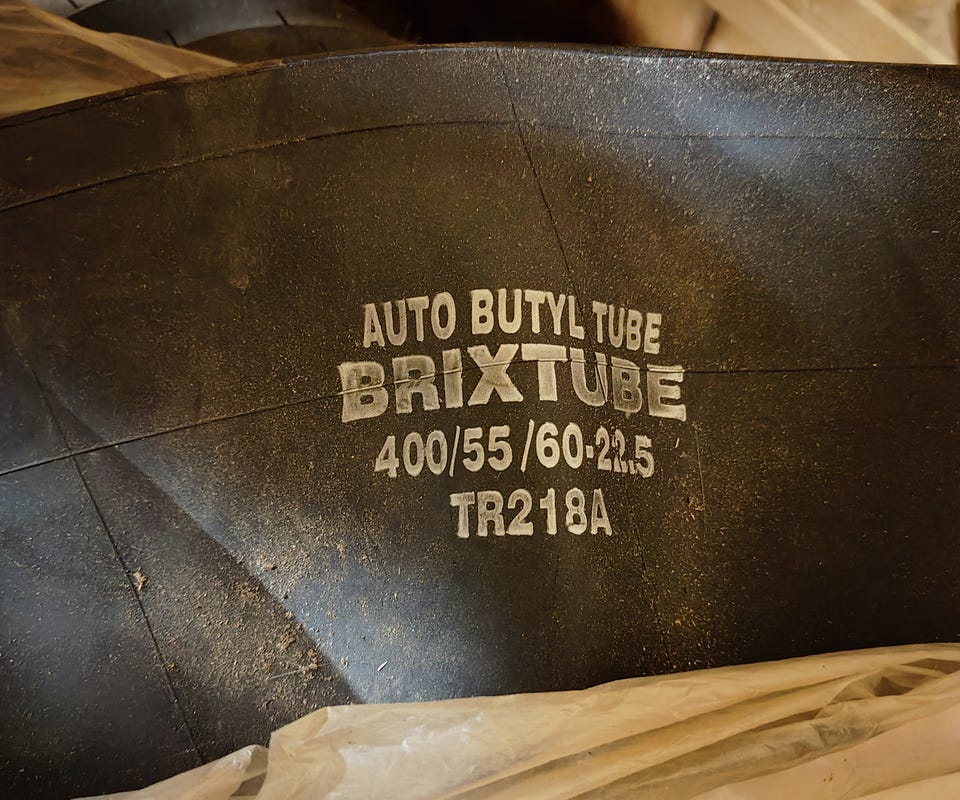 AUTO BUTYL TUBE
BRIXTUBE
400/55/60-22.5
TR218A